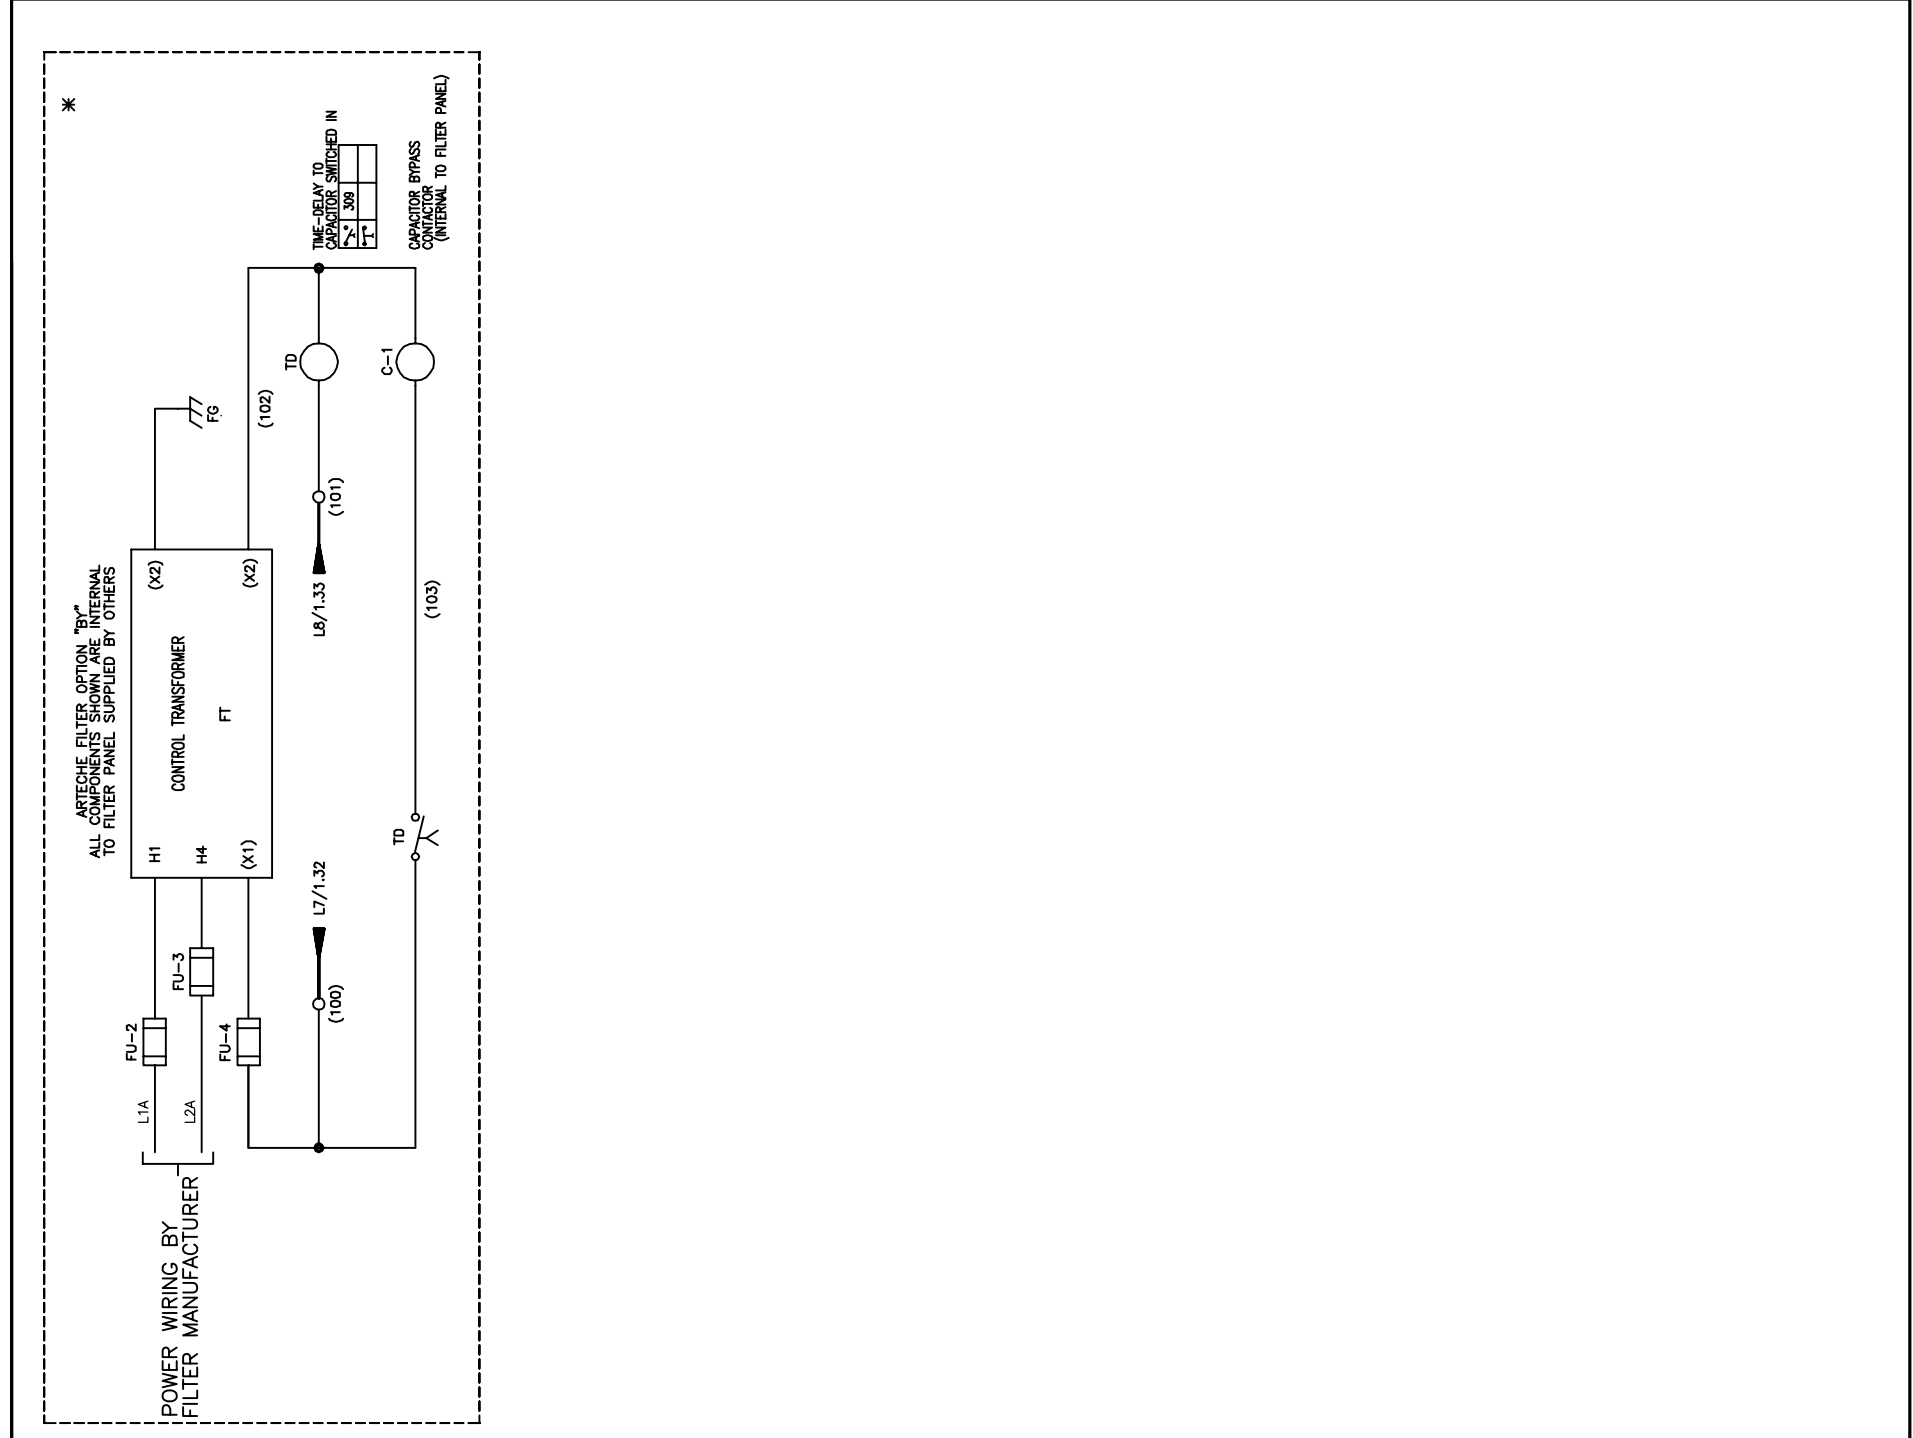 *
ARTECHE FILTER OPTION "BY"
ALL COMPONENTS SHOWN ARE INTERNAL
TO FILTER PANEL SUPPLIED BY OTHERS
POWER WIRING BY
FILTER MANUFACTURER
L1A
FU-2
H1
(X2)
L2A
FU-3
H4
CONTROL TRANSFORMER
FT
FG
FU-4
(X1)
(X2)
(102)
(100)
L7/1.32
L8/1.33
(101)
TD
TIME-DELAY TO
CAPACITOR SWITCHED IN
309
TD
(103)
C-1
CAPACITOR BYPASS
CONTACTOR
(INTERNAL TO FILTER PANEL)